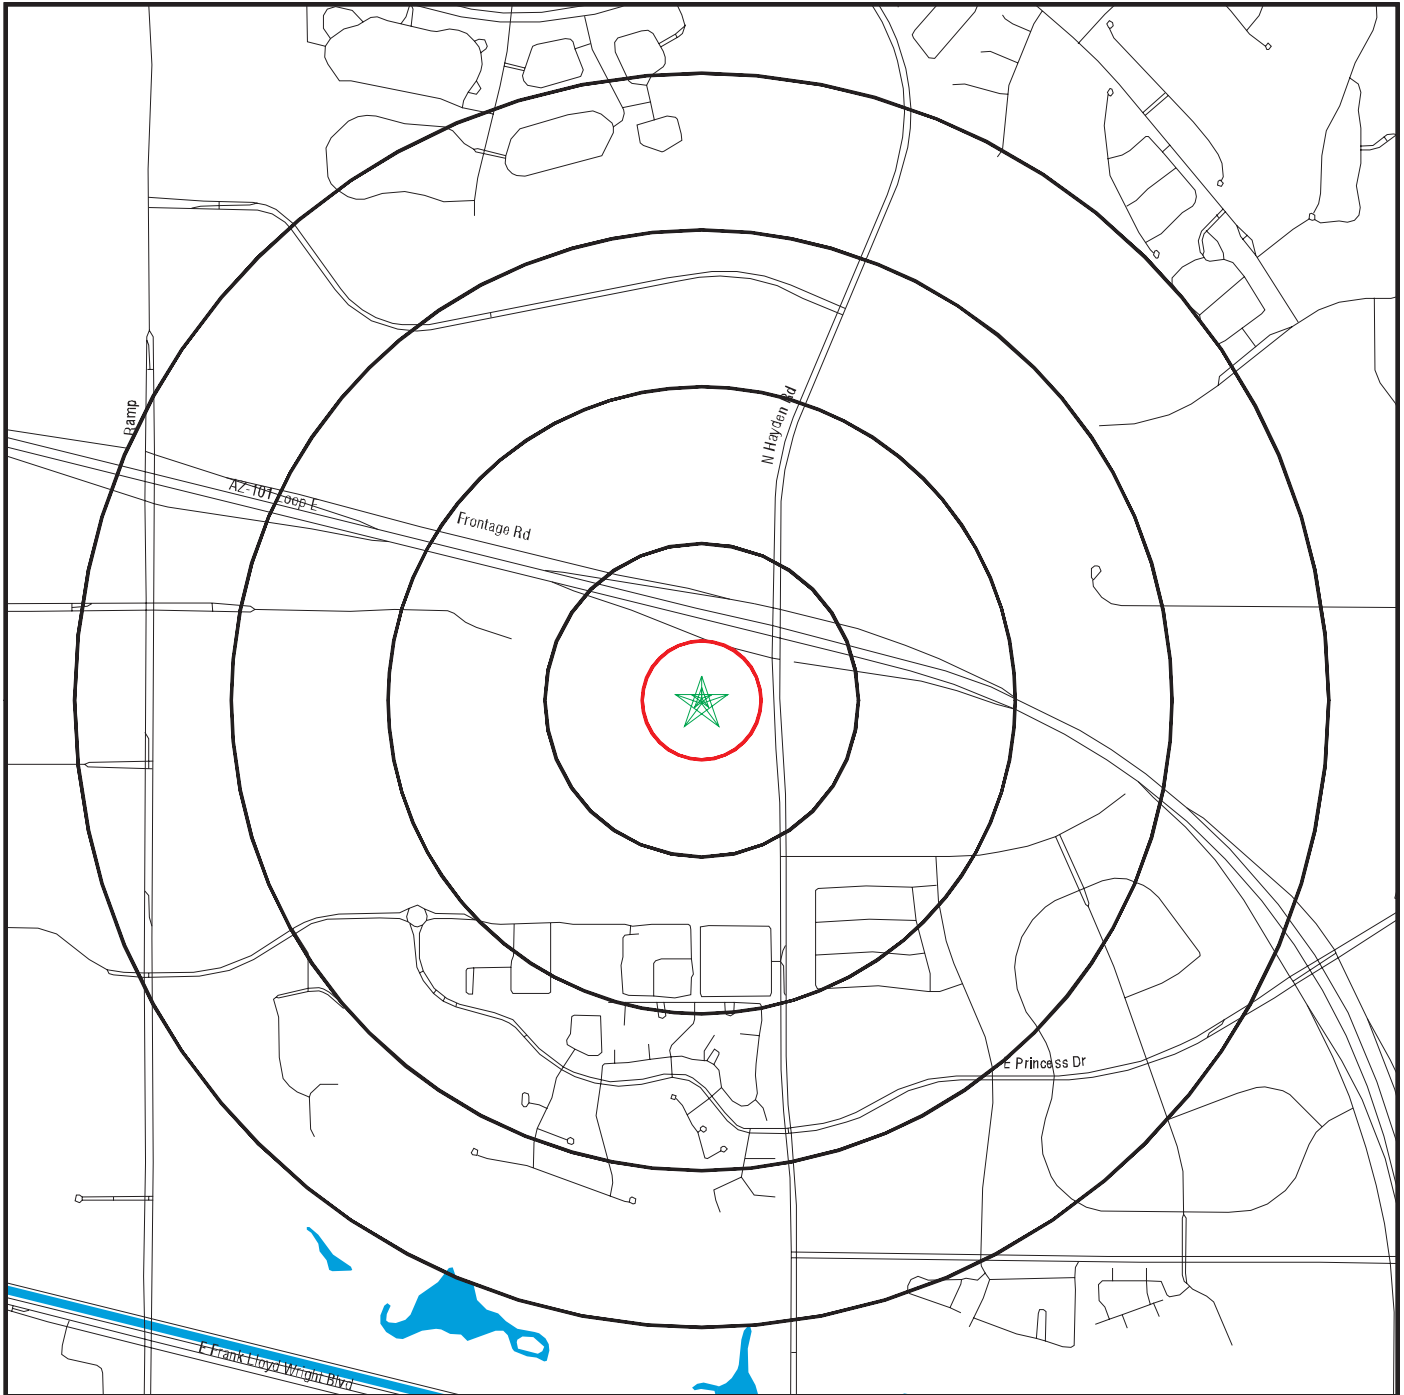 N Hayden Rd
Ramp
AZ-101 Loop E
Frontage Rd
E Princess Dr
E Frank Lloyd Wright Blvd